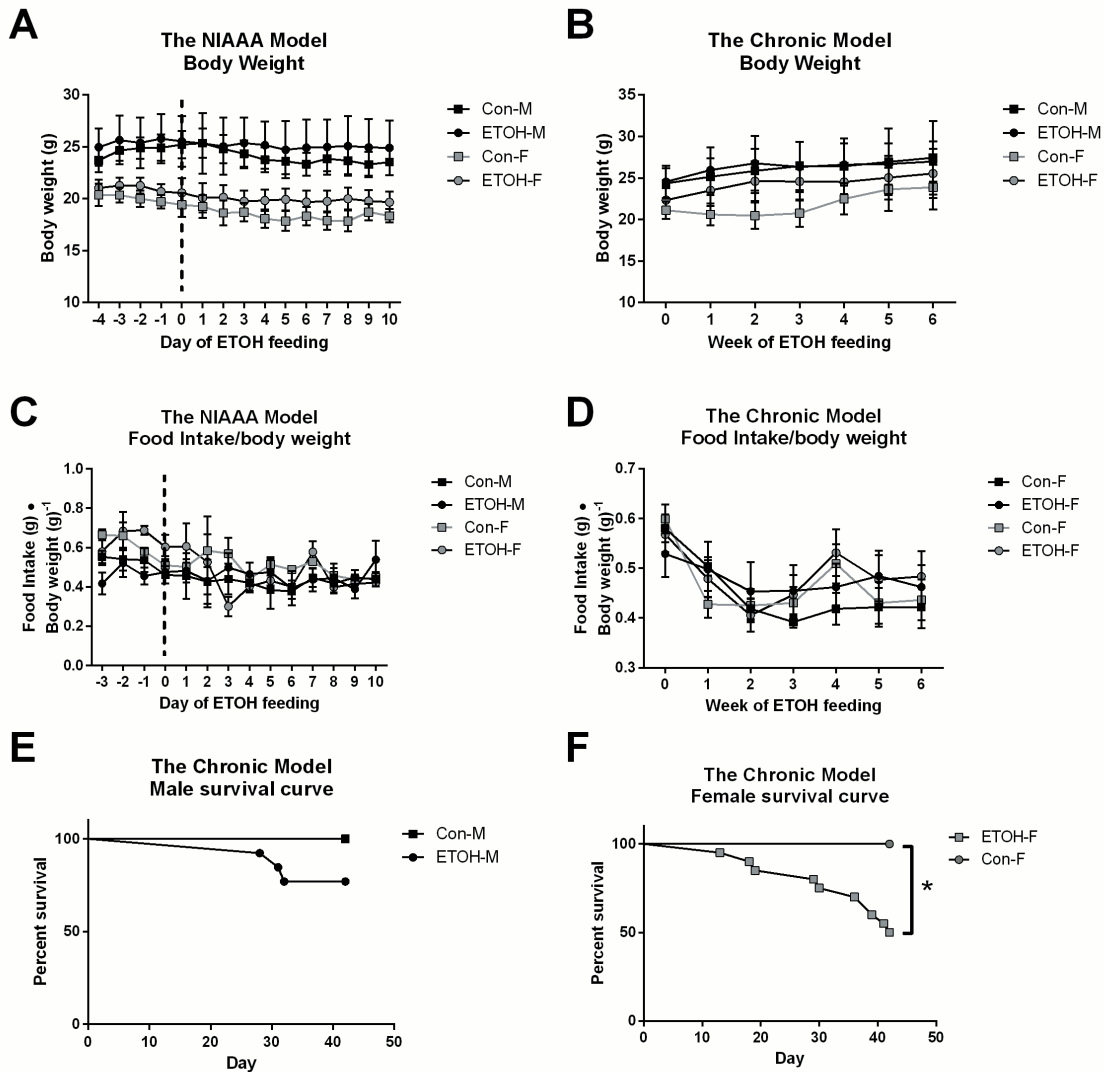 A
The NIAAA Model
Body Weight
30
25
20
15
10
Body weight (g)
-4 -3 -2 -1 0 1 2 3 4 5 6 7 8 9 10
Day of ETOH feeding
Con-M
ETOH-M
Con-F
ETOH-F
B
The Chronic Model
Body Weight
35
30
25
20
15
10
Body weight (g)
0 1 2 3 4 5 6
Week of ETOH feeding
Con-M
ETOH-M
Con-F
ETOH-F
C
The NIAAA Model
Food Intake/body weight
1.0
0.8
0.6
0.4
0.2
0.0
Food Intake (g) •
Body weight (g)-1
-3 -2 -1 0 1 2 3 4 5 6 7 8 9 10
Day of ETOH feeding
Con-M
ETOH-M
Con-F
ETOH-F
D
The Chronic Model
Food Intake/body weight
0.7
0.6
0.5
0.4
0.3
Food Intake (g) •
Body weight (g)-1
0 1 2 3 4 5 6
Week of ETOH feeding
Con-F
ETOH-F
Con-F
ETOH-F
E
The Chronic Model
Male survival curve
100
50
0
Percent survival
0 10 20 30 40 50
Day
Con-M
ETOH-M
F
The Chronic Model
Female survival curve
100
50
0
Percent survival
0 10 20 30 40 50
Day
ETOH-F
Con-F
*